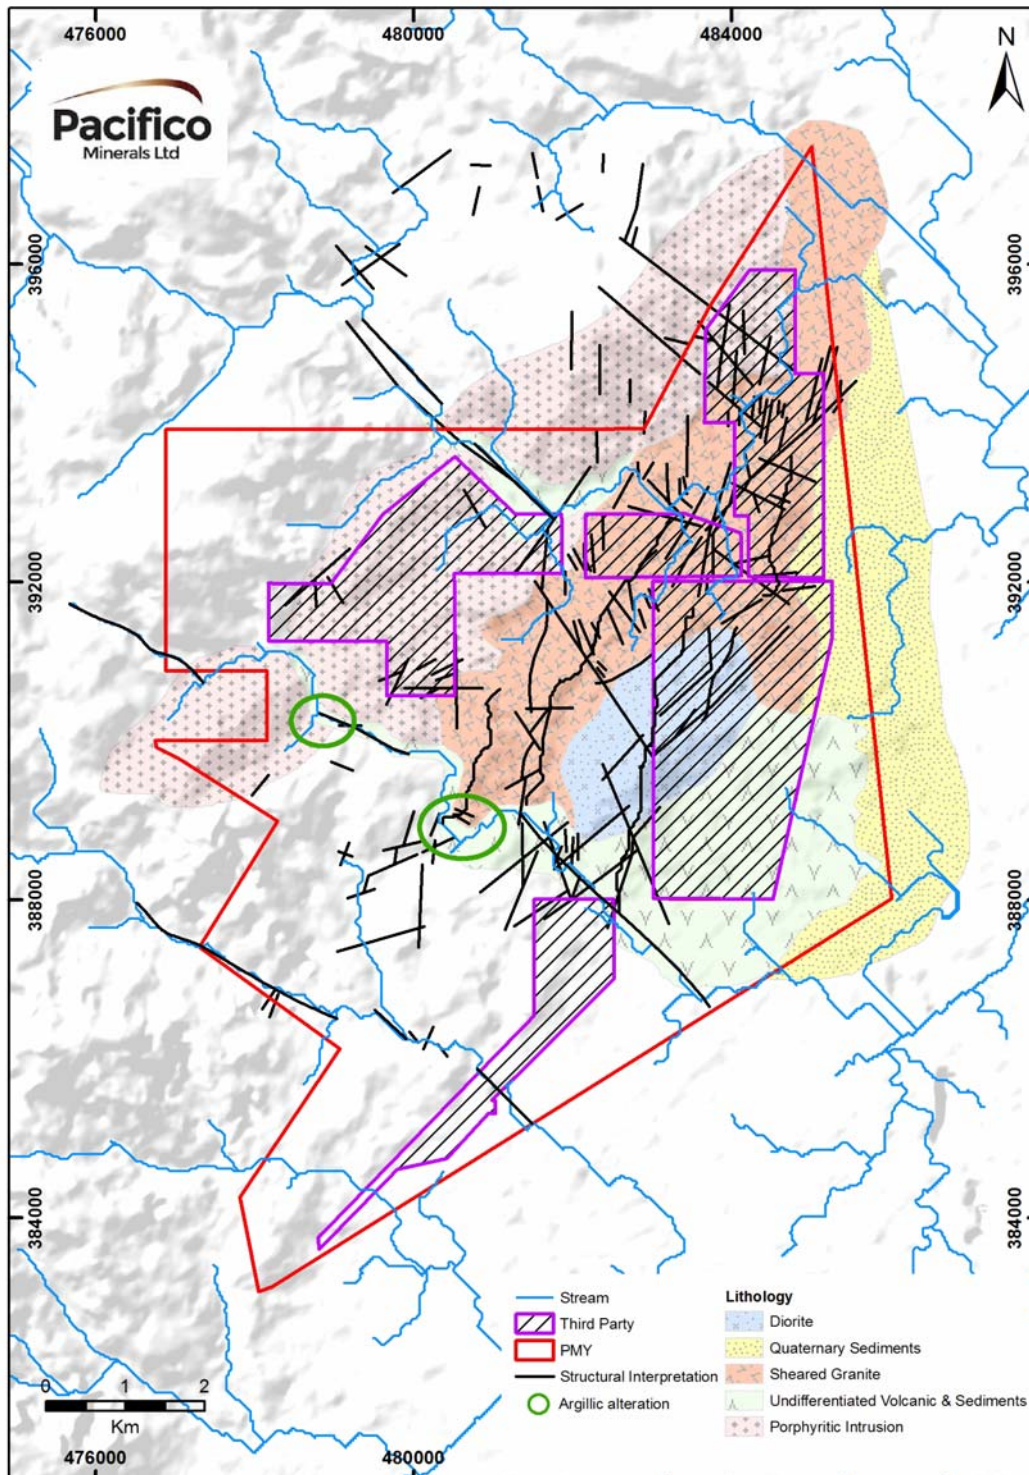 476000
480000
484000
N
Pacifico
Minerals Ltd
396000
396000
392000
392000
388000
388000
384000
384000
Stream
Third Party
PMY
Structural Interpretation
Argillic alteration
Lithology
Diorite
Quaternary Sediments
Sheared Granite
Undifferentiated Volcanic & Sediments
Porphyritic Intrusion
0 1 2
Km
476000
480000